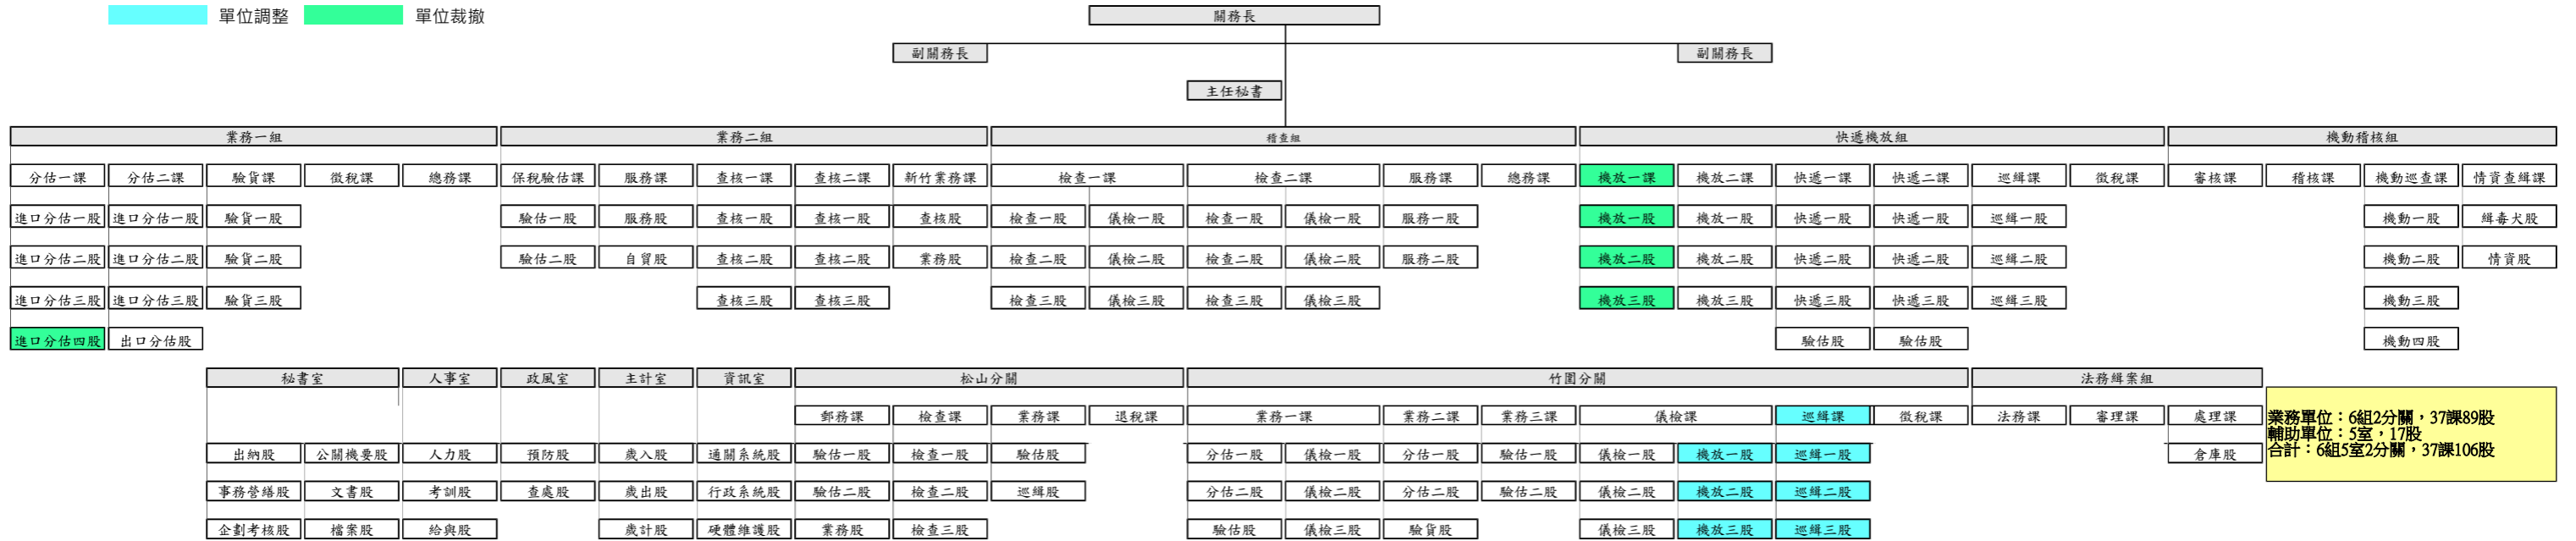 單位調整 單位裁撤
關務長
副關務長 副關務長
主任秘書
業務一組 業務二組 稽查組 快遞機放組 機動稽核組
分估一課 分估二課 驗貨課 徵稅課 總務課 保稅驗估課 服務課 查核一課 查核二課 新竹業務課 檢查一課 檢查二課 服務課 總務課 機放一課 機放二課 快遞一課 快遞二課 巡緝課 徵稅課 審核課 稽核課 機動巡查課 情資查緝課
進口分估一股 進口分估一股 驗貨一股 驗估一股 服務股 查核一股 查核一股 查核股 檢查一股 儀檢一股 檢查一股 儀檢一股 服務一股 機放一股 機放一股 快遞一股 快遞一股 巡緝一股 機動一股 緝毒犬股
進口分估二股 進口分估二股 驗貨二股 驗估二股 自貿股 查核二股 查核二股 業務股 檢查二股 儀檢二股 檢查二股 儀檢二股 服務二股 機放二股 機放二股 快遞二股 快遞二股 巡緝二股 機動二股 情資股
進口分估三股 進口分估三股 驗貨三股 查核三股 查核三股 檢查三股 儀檢三股 檢查三股 儀檢三股 機放三股 機放三股 快遞三股 快遞三股 巡緝三股 機動三股
進口分估四股 出口分估股 驗估股 驗估股 機動四股
秘書室 人事室 政風室 主計室 資訊室 松山分關 竹圍分關 法務緝案組
郵務課 檢查課 業務課 退稅課 業務一課 業務二課 業務三課 儀檢課 巡緝課 徵稅課 法務課 審理課 處理課
出納股 公關機要股 人力股 預防股 歲入股 通關系統股 驗估一股 檢查一股 驗估股 分估一股 儀檢一股 分估一股 驗估一股 儀檢一股 機放一股 巡緝一股 倉庫股
事務營繕股 文書股 考訓股 查處股 歲出股 行政系統股 驗估二股 檢查二股 巡緝股 分估二股 儀檢二股 分估二股 驗估二股 儀檢二股 機放二股 巡緝二股
企劃考核股 檔案股 給與股 歲計股 硬體維護股 業務股 檢查三股 驗估股 儀檢三股 驗貨股 儀檢三股 機放三股 巡緝三股
業務單位：6組2分關，37課89股
輔助單位：5室，17股
合計：6組5室2分關，37課106股